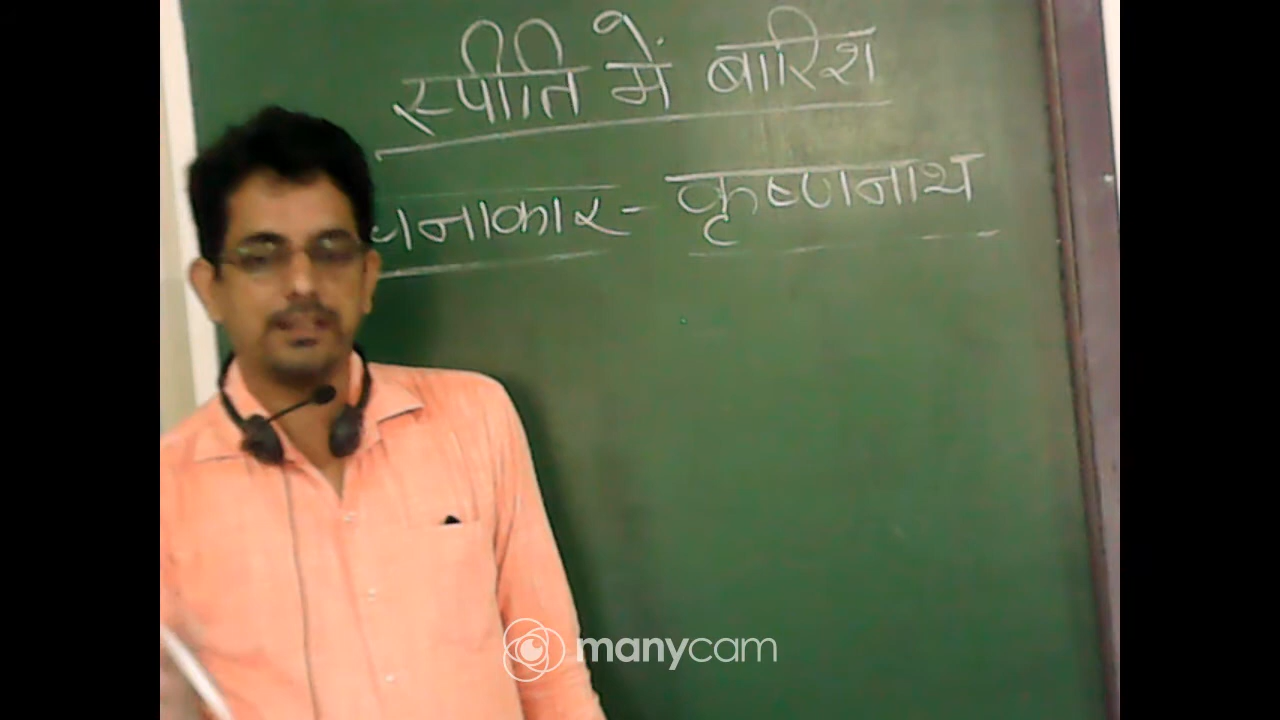 स्पीति में बारिश
चनाकार - कृष्णनाथ
manycam